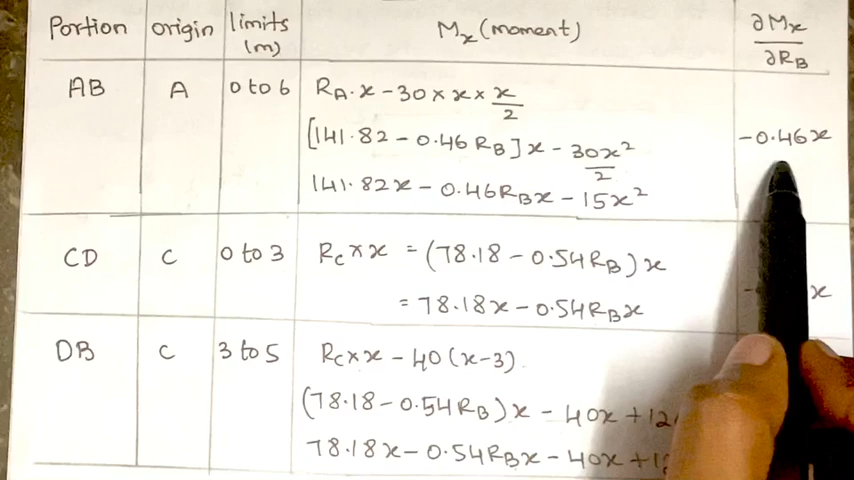 Portion origin limits (m) Mx (moment) ∂Mx/∂RB
AB A 0 to 6 RA·x - 30 × x × x/2
[141.82 - 0.46 RB] x - 30x²/2 -0.46x
141.82x - 0.46RBx - 15x²
CD C 0 to 3 Rc × x = (78.18 - 0.54RB) x
= 78.18x - 0.54RBx x
DB C 3 to 5 Rc × x - 40 (x-3)
(78.18 - 0.54RB) x - 40x +
78.18x - 0.54RBx - 40x +